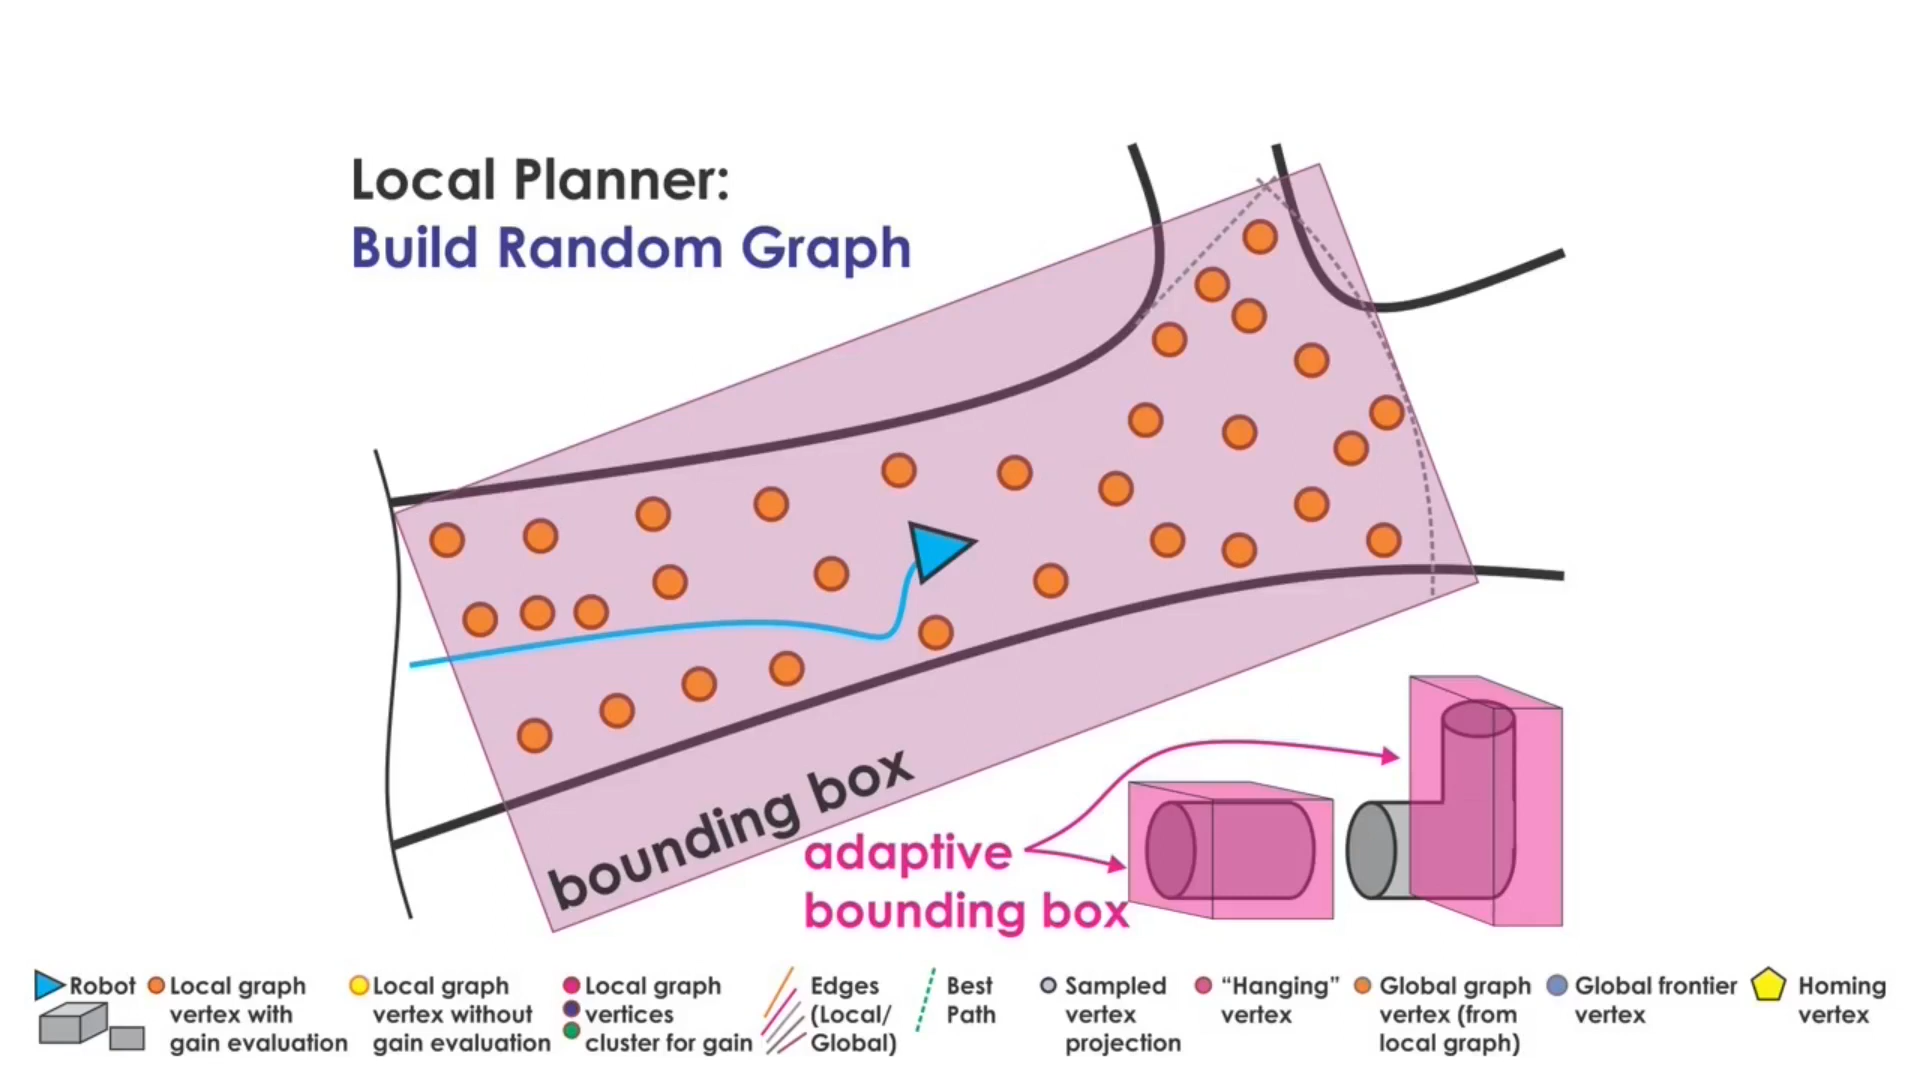 Local Planner:
Build Random Graph
bounding box
adaptive
bounding box
Robot
Local graph
vertex with
gain evaluation
Local graph
vertex without
gain evaluation
Local graph
vertices
cluster for gain
Edges
(Local/
Global)
Best
Path
Sampled
vertex
projection
“Hanging”
vertex
Global graph
vertex (from
local graph)
Global frontier
vertex
Homing
vertex